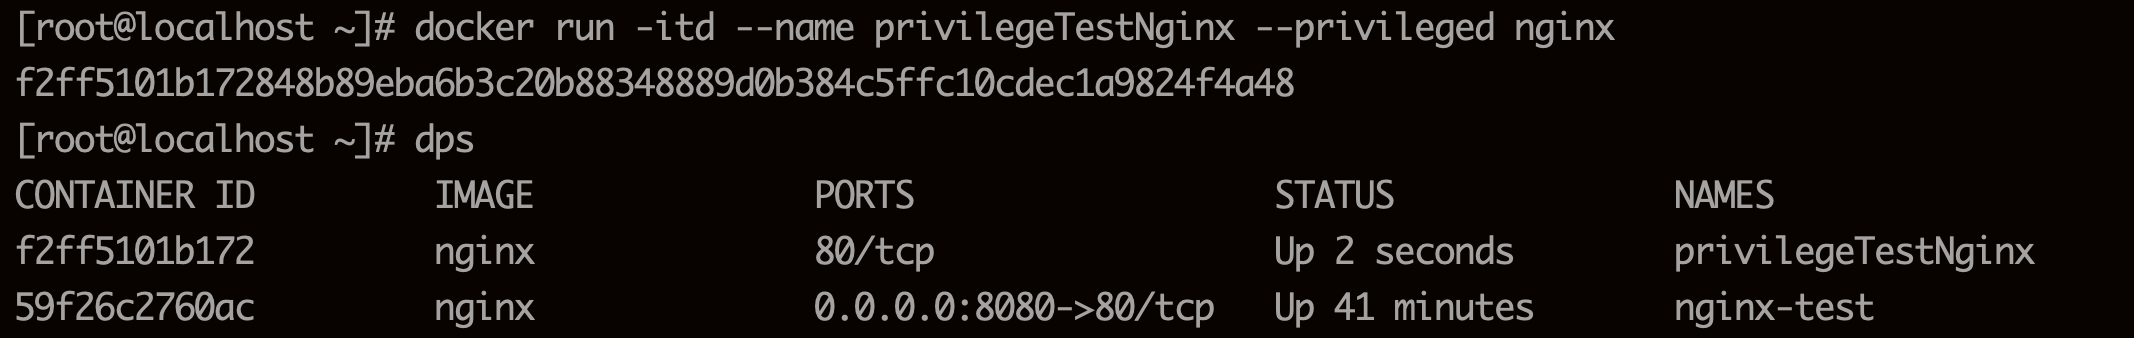 [root@localhost ~]# docker run -itd --name privilegeTestNginx --privileged nginx
f2ff5101b172848b89eba6b3c20b88348889d0b384c5ffc10cdec1a9824f4a48
[root@localhost ~]# dps
CONTAINER ID IMAGE PORTS STATUS NAMES
f2ff5101b172 nginx 80/tcp Up 2 seconds privilegeTestNginx
59f26c2760ac nginx 0.0.0.0:8080->80/tcp Up 41 minutes nginx-test